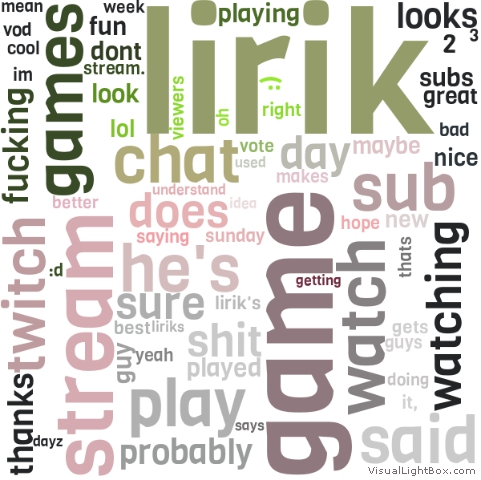 mean
week
playing
looks
vod
cool
fun
lirik
2
3
im
dont
games
stream.
subs
great
look
viewers
:)
right
oh
fucking
lol
bad
chat
vote
used
day
maybe
nice
makes
understand
better
does
idea
sub
saying
sunday
hope
new
twitch
stream
he's
game
watch
thats
watching
:d
getting
sure
lirik's
best
liriks
shit
gets
guys
guy
yeah
played
doing
thanks
play
it,
says
said
dayz
probably
VisualLightBox.com